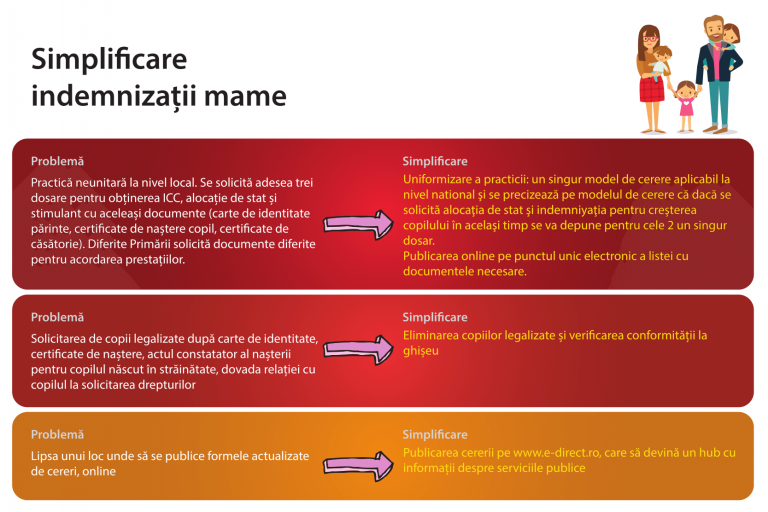 Simplificare
indemnizații mame
Problemă
Practică neunitară la nivel local. Se solicită adesea trei
dosare pentru obținerea ICC, alocație de stat și
stimulant cu aceleași documente (carte de identitate
părinte, certificate de naștere copil, certificate de
căsătorie). Diferite Primării solicită documente diferite
pentru acordarea prestațiilor.
Simplificare
Uniformizare a practicii: un singur model de cerere aplicabil la
nivel national și se precizează pe modelul de cerere că dacă se
solicită alocația de stat și indemniyația pentru creșterea
copilului în același timp se va depune pentru cele 2 un singur
dosar.
Publicarea online pe punctul unic electronic a listei cu
documentele necesare.
Problemă
Solicitarea de copii legalizate după carte de identitate,
certificate de naștere, actul constatator al nașterii
pentru copilul născut în străinătate, dovada relației cu
copilul la solicitarea drepturilor
Simplificare
Eliminarea copiilor legalizate și verificarea conformității la
ghișeu
Problemă
Lipsa unui loc unde să se publice formele actualizate
de cereri, online
Simplificare
Publicarea cererii pe www.e-direct.ro, care să devină un hub cu
informații despre serviciile publice